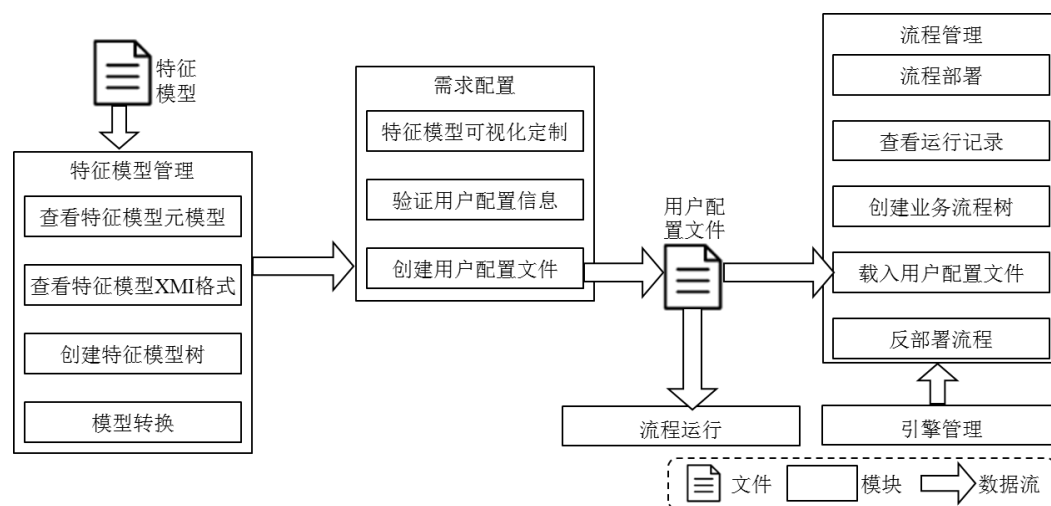 特征
模型
特征模型管理
查看特征模型元模型
查看特征模型XMI格式
创建特征模型树
模型转换
需求配置
特征模型可视化定制
验证用户配置信息
创建用户配置文件
用户配
置文件
流程运行
流程管理
流程部署
查看运行记录
创建业务流程树
载入用户配置文件
反部署流程
引擎管理
文件
模块
数据流